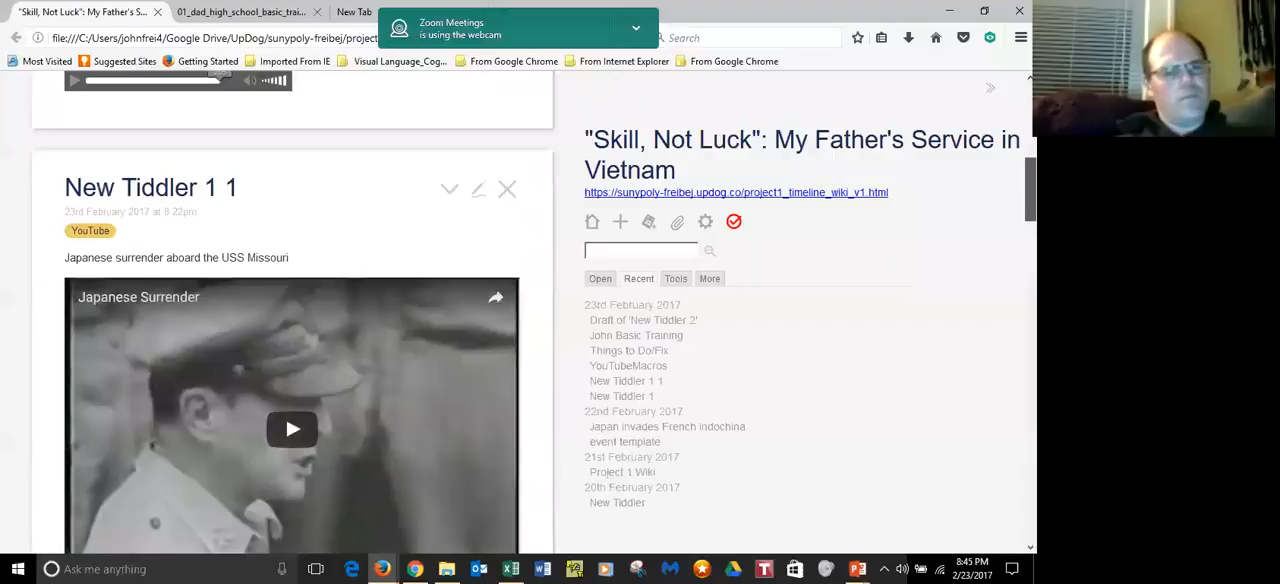 "Skill, Not Luck": My Father's S...
01_dad_high_school_basic_trai...
New Tab
Zoom Meetings
is using the webcam
file:///C:/Users/johnfrei4/Google Drive/UpDog/sunypoly-freibej/project
Search
Most Visited
Suggested Sites
Getting Started
Imported From IE
Visual Language_Cog...
From Google Chrome
From Internet Explorer
From Google Chrome
"Skill, Not Luck": My Father's Service in
Vietnam
https://sunypoly-freibej.updog.co/project1_timeline_wiki_v1.html
New Tiddler 1 1
23rd February 2017 at 6:22pm
YouTube
Japanese surrender aboard the USS Missouri
Japanese Surrender
Open
Recent
Tools
More
23rd February 2017
Draft of 'New Tiddler 2'
John Basic Training
Things to Do/Fix
YouTubeMacros
New Tiddler 1 1
New Tiddler 1
22nd February 2017
Japan invades French Indochina
event template
21st February 2017
Project 1 Wiki
20th February 2017
New Tiddler
Ask me anything
8:45 PM
2/23/2017